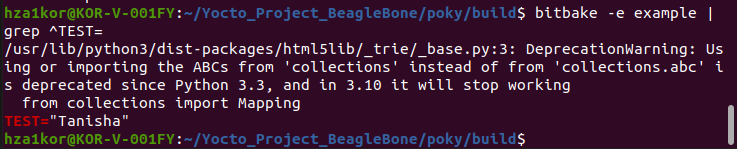 hza1kor@KOR-V-001FY:~/Yocto_Project_BeagleBone/poky/build$ bitbake -e example |
grep ^TEST=
/usr/lib/python3/dist-packages/html5lib/_trie/_base.py:3: DeprecationWarning: Us
ing or importing the ABCs from 'collections' instead of from 'collections.abc' i
s deprecated since Python 3.3, and in 3.10 it will stop working
  from collections import Mapping
TEST="Tanisha"
hza1kor@KOR-V-001FY:~/Yocto_Project_BeagleBone/poky/build$